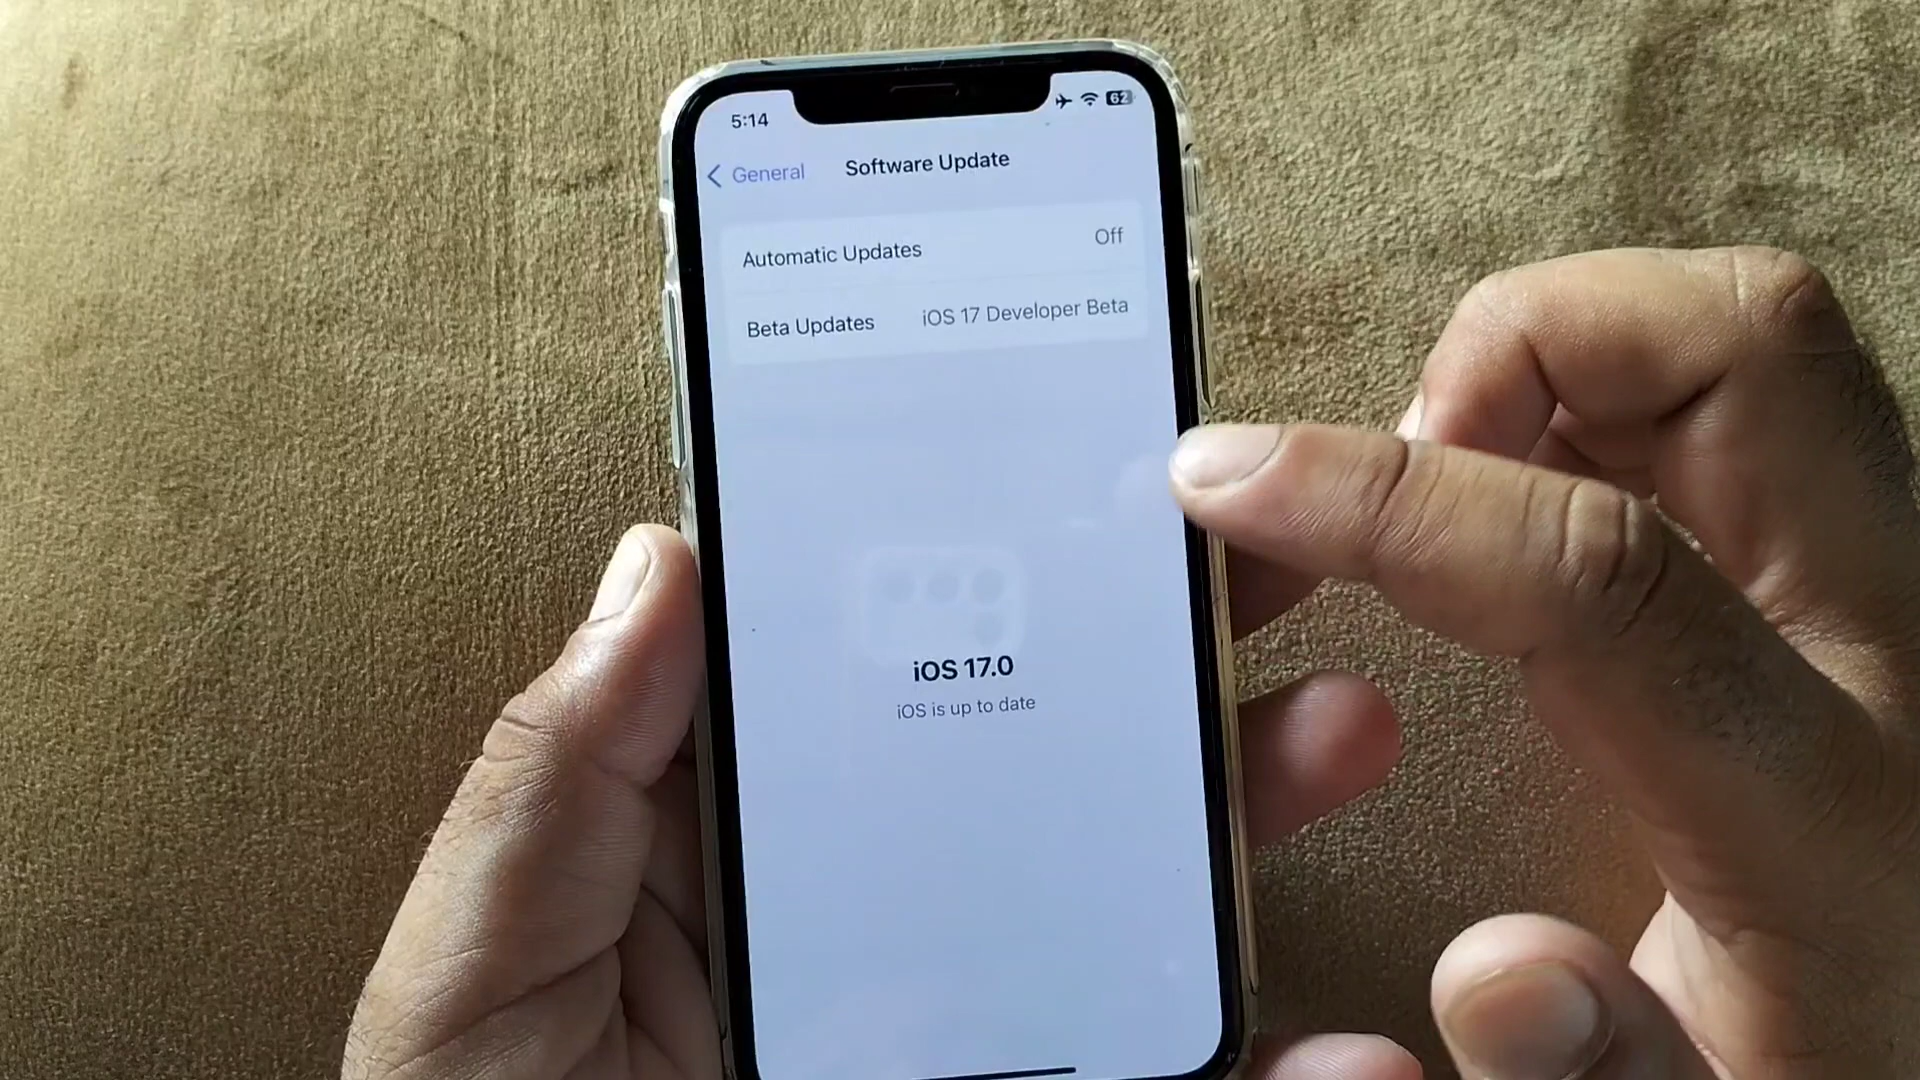 5:14
62
General
Software Update
Automatic Updates
Off
Beta Updates
iOS 17 Developer Beta
iOS 17.0
iOS is up to date